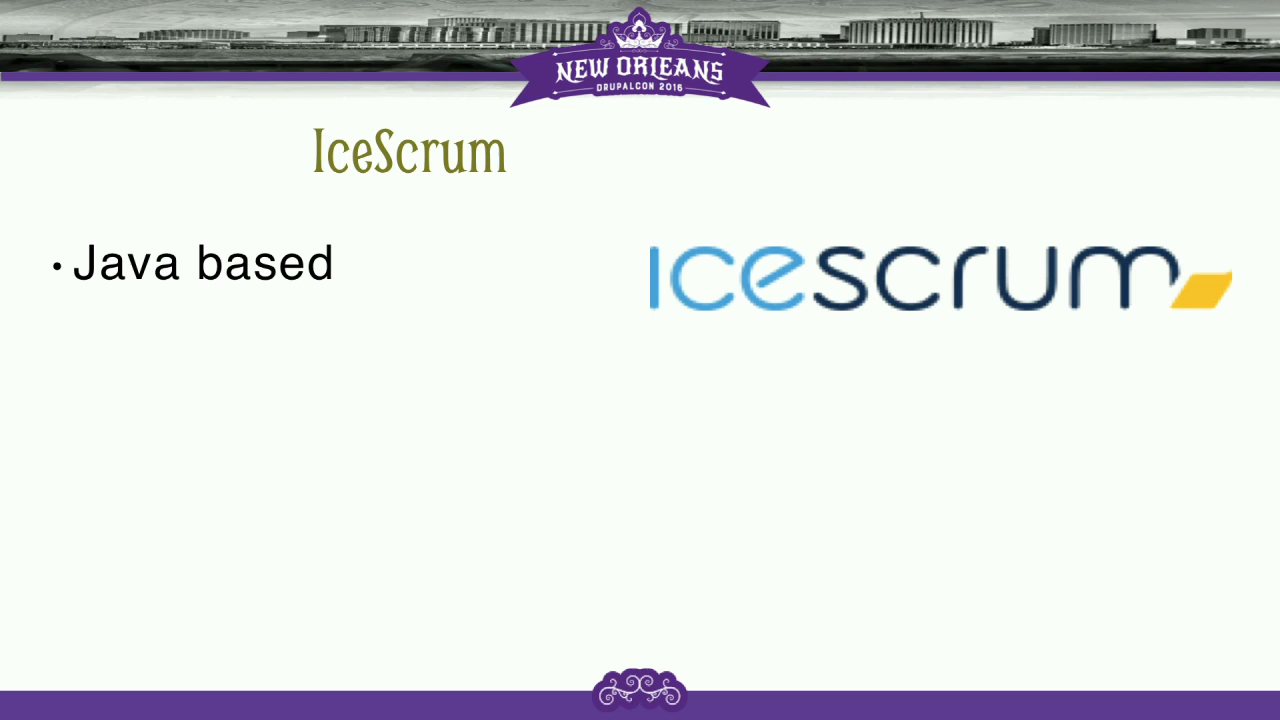 NEW ORLEANS
DRUPALCON 2016
IceScrum
• Java based
icescrum